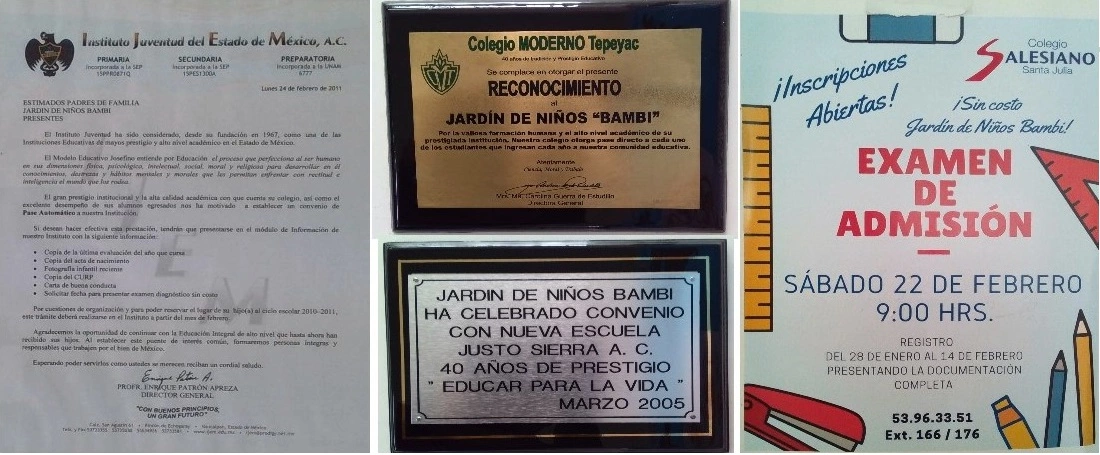 Instituto Juventud del Estado de México, A.C.
PRIMARIA
Incorporada a la SEP
15PPR0671Q
SECUNDARIA
Incorporada a la SEP
15PES1300A
PREPARATORIA
Incorporada a la UNAM
6777
Lunes 24 de febrero de 2011
ESTIMADOS PADRES DE FAMILIA
JARDIN DE NIÑOS BAMBI
PRESENTES
El Instituto Juventud ha sido considerado, desde su fundación en 1967, como una de las
Instituciones Educativas de mayor prestigio y alto nivel académico en el Estado de México.
El Modelo Educativo Josefino entiende por Educación el proceso que perfecciona al ser humano
en sus dimensiones física, psicológica, intelectual, social, moral y religiosa para desarrollar en él
conocimientos, destrezas y hábitos mentales y morales que les permitan enfrentar con rectitud e
inteligencia el mundo que los rodea.
El gran prestigio institucional y la alta calidad académica con que cuenta su colegio, así como el
excelente desempeño de sus alumnos egresados nos ha motivado a establecer un convenio de
Pase Automático a nuestra Institución.
Si desean hacer efectiva esta prestación, tendrán que presentarse en el módulo de Información de
nuestro Instituto con la siguiente información:
• Copia de la última evaluación del año que cursa
• Copia del acta de nacimiento
• Fotografía infantil reciente
• Copia del CURP
• Carta de buena conducta
• Solicitar fecha para presentar examen diagnóstico sin costo
Por cuestiones de organización y para poder reservar el lugar de su hijo(a) al ciclo escolar 2010-2011,
este trámite deberá realizarse en el Instituto a partir del mes de febrero.
Agradecemos la oportunidad de continuar con la Educación Integral de alto nivel que hasta ahora han
recibido sus hijos. Al establecer este puente de interés común, formaremos personas íntegras y
responsables que trabajen por el bien de México.
Esperando poder servirlos como ustedes se merecen reciban un cordial saludo.
Enrique Patrón A.
PROFR. ENRIQUE PATRÓN APREZA
DIRECTOR GENERAL
"CON BUENOS PRINCIPIOS,
UN GRAN FUTURO"
Colegio MODERNO Tepeyac
40 años de tradición y Prestigio Educativo
Se complace en otorgar el presente
RECONOCIMIENTO
al
JARDÍN DE NIÑOS "BAMBI"
Por la valiosa formación humana y el alto nivel académico de su
prestigiada Institución. Nuestro colegio otorga pase directo a cada uno
de los estudiantes que ingresan cada año a nuestra comunidad educativa.
Atentamente
Ciencia, Moral y Trabajo
Directora General
JARDIN DE NIÑOS BAMBI
HA CELEBRADO CONVENIO
CON NUEVA ESCUELA
JUSTO SIERRA A. C.
40 AÑOS DE PRESTIGIO
" EDUCAR PARA LA VIDA "
MARZO 2005
Colegio
SALESIANO
Santa Julia
¡Inscripciones
Abiertas!
¡Sin costo
Jardín de Niños Bambi!
EXAMEN
DE
ADMISIÓN
SÁBADO 22 DE FEBRERO
9:00 HRS.
REGISTRO
DEL 28 DE ENERO AL 14 DE FEBRERO
PRESENTANDO LA DOCUMENTACIÓN
COMPLETA
53.96.33.51
Ext. 166 / 176